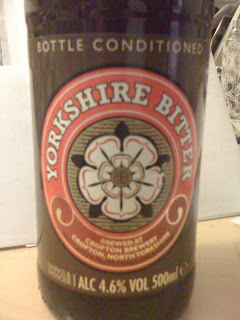 BOTTLE CONDITIONED
YORKSHIRE BITTER
BREWED AT
CROPTON BREWERY
CROPTON, NORTH YORKSHIRE
ALC 4.6% VOL 500ml e